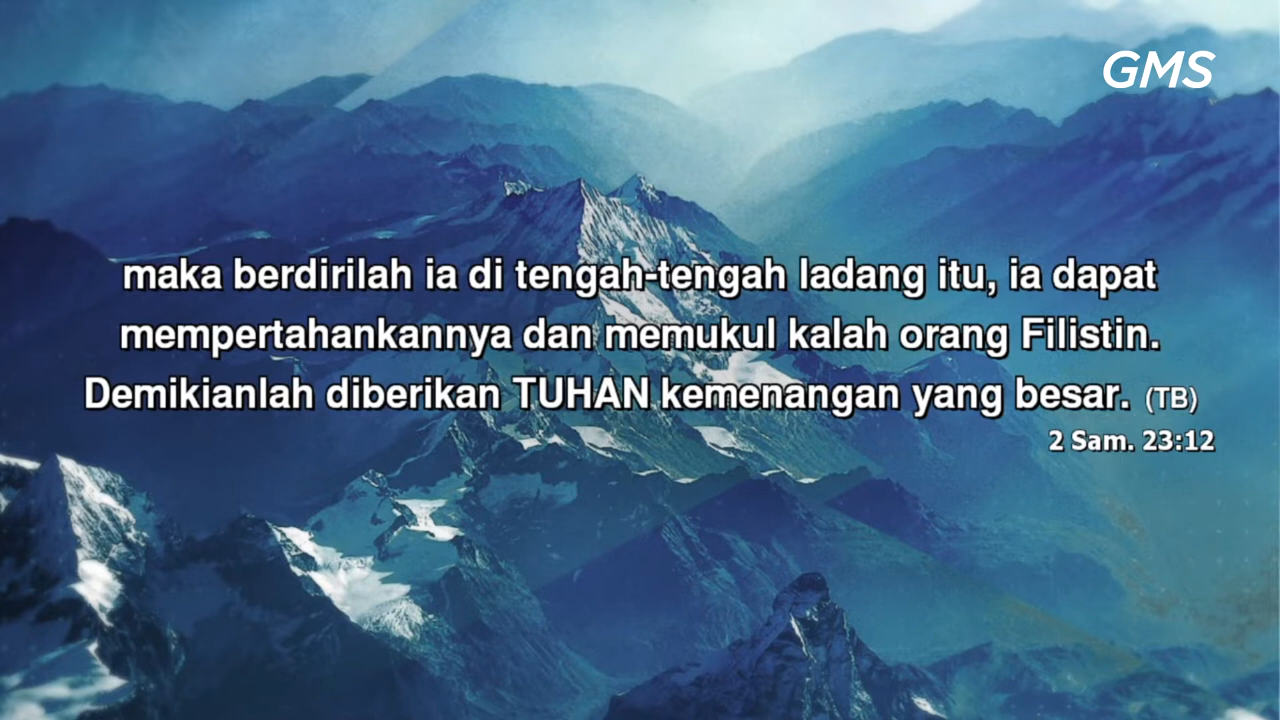 GMS
maka berdirilah ia di tengah-tengah ladang itu, ia dapat
mempertahankannya dan memukul kalah orang Filistin.
Demikianlah diberikan TUHAN kemenangan yang besar. (TB)
2 Sam. 23:12